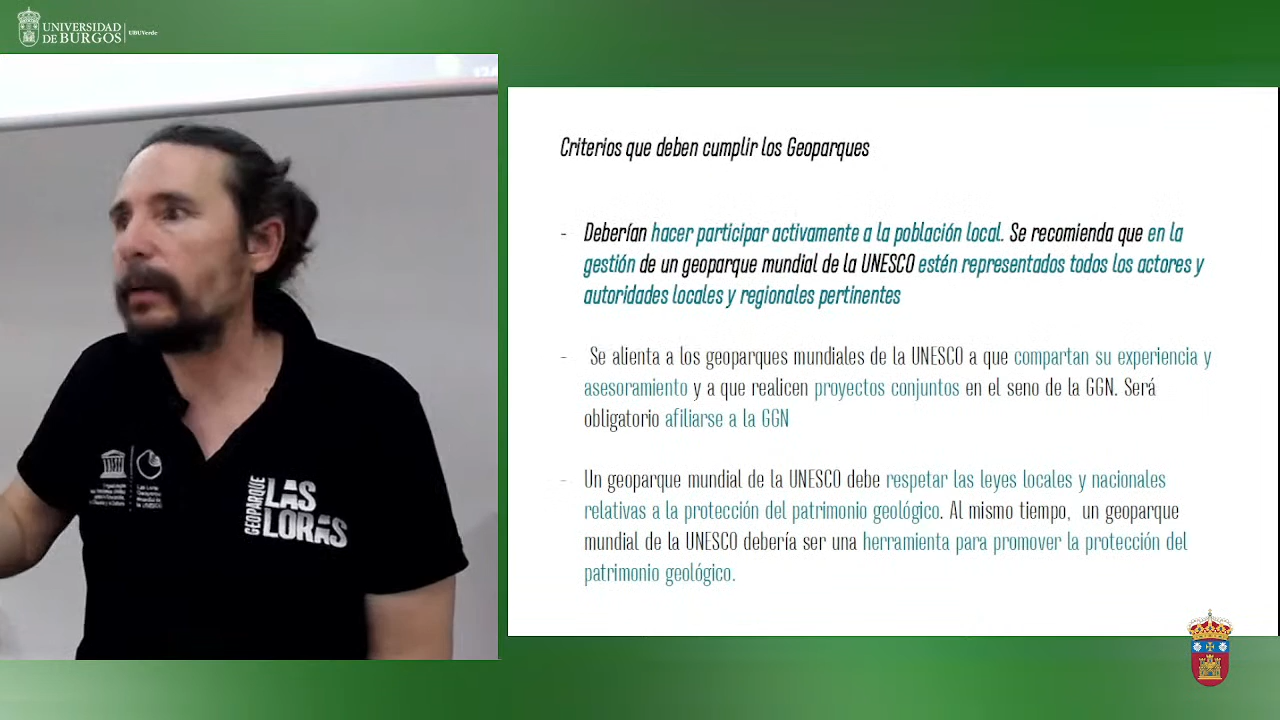 UNIVERSIDAD
DE BURGOS
UBUVerde
GEOPARQUE
LAS
LORAS
Criterios que deben cumplir los Geoparques
- Deberían hacer participar activamente a la población local. Se recomienda que en la
gestión de un geoparque mundial de la UNESCO estén representados todos los actores y
autoridades locales y regionales pertinentes
- Se alienta a los geoparques mundiales de la UNESCO a que compartan su experiencia y
asesoramiento y a que realicen proyectos conjuntos en el seno de la GGN. Será
obligatorio afiliarse a la GGN
- Un geoparque mundial de la UNESCO debe respetar las leyes locales y nacionales
relativas a la protección del patrimonio geológico. Al mismo tiempo, un geoparque
mundial de la UNESCO debería ser una herramienta para promover la protección del
patrimonio geológico.